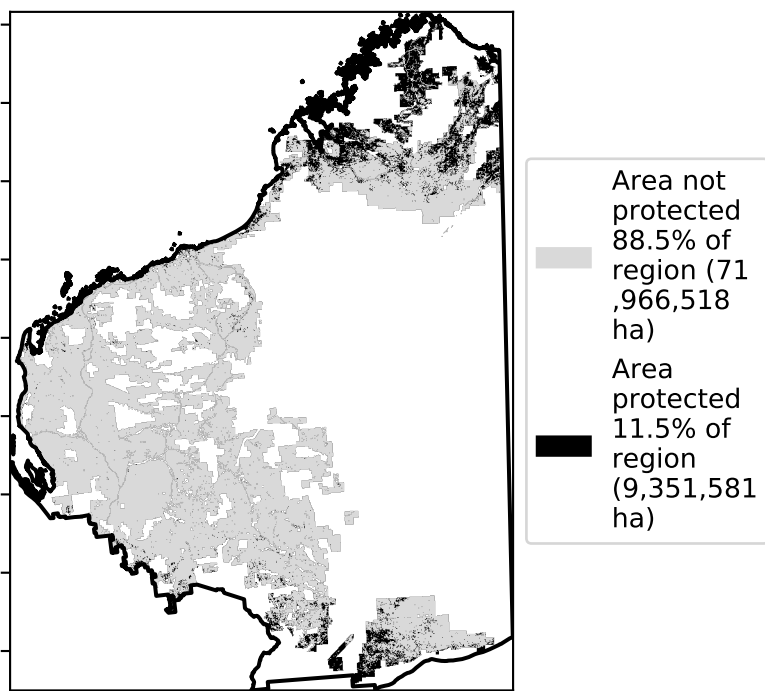 Area not
protected
88.5% of
region (71
,966,518
ha)
Area
protected
11.5% of
region
(9,351,581
ha)